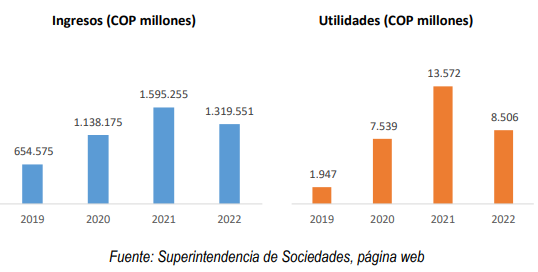 Ingresos (COP millones)
1.595.255
1.319.551
1.138.175
654.575
2019 2020 2021 2022
Utilidades (COP millones)
13.572
8.506
7.539
1.947
2019 2020 2021 2022
Fuente: Superintendencia de Sociedades, página web